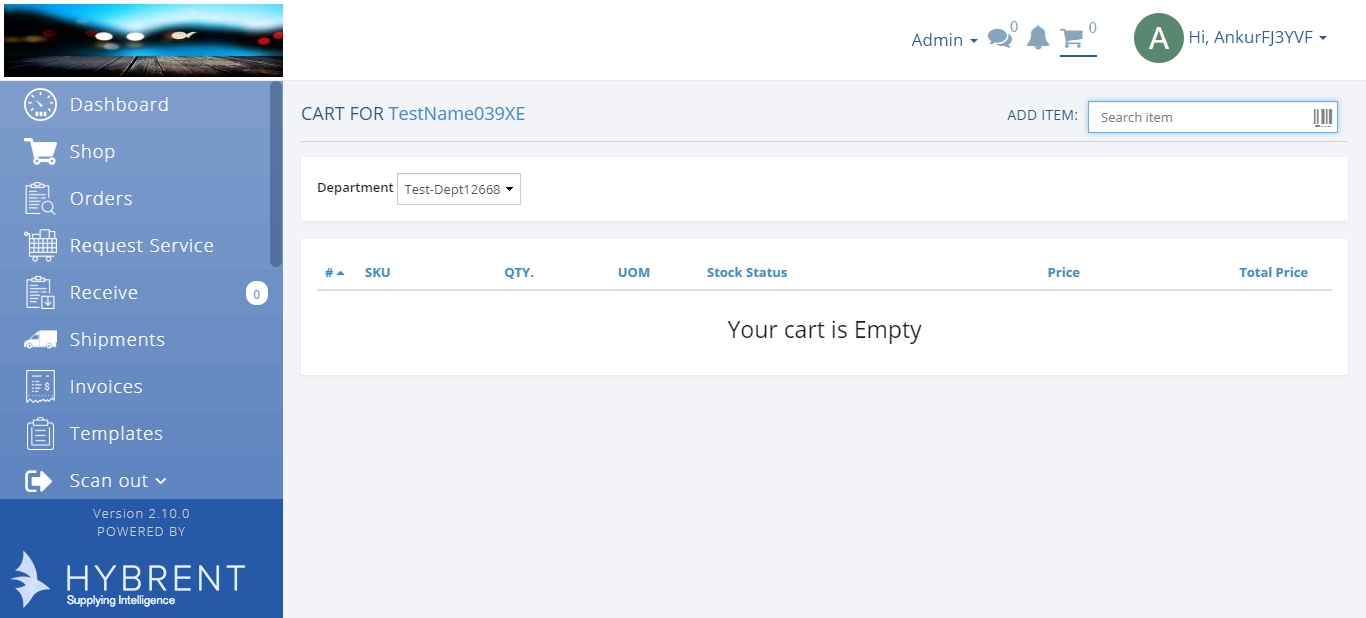 Admin
0
0
A
Hi, AnkurFJ3YVF
Dashboard
Shop
Orders
Request Service
Receive
0
Shipments
Invoices
Templates
Scan out
Version 2.10.0
POWERED BY
HYBRENT
Supplying Intelligence
CART FOR TestName039XE
ADD ITEM:
Search item
Department
Test-Dept12668
# SKU QTY. UOM Stock Status Price Total Price
Your cart is Empty